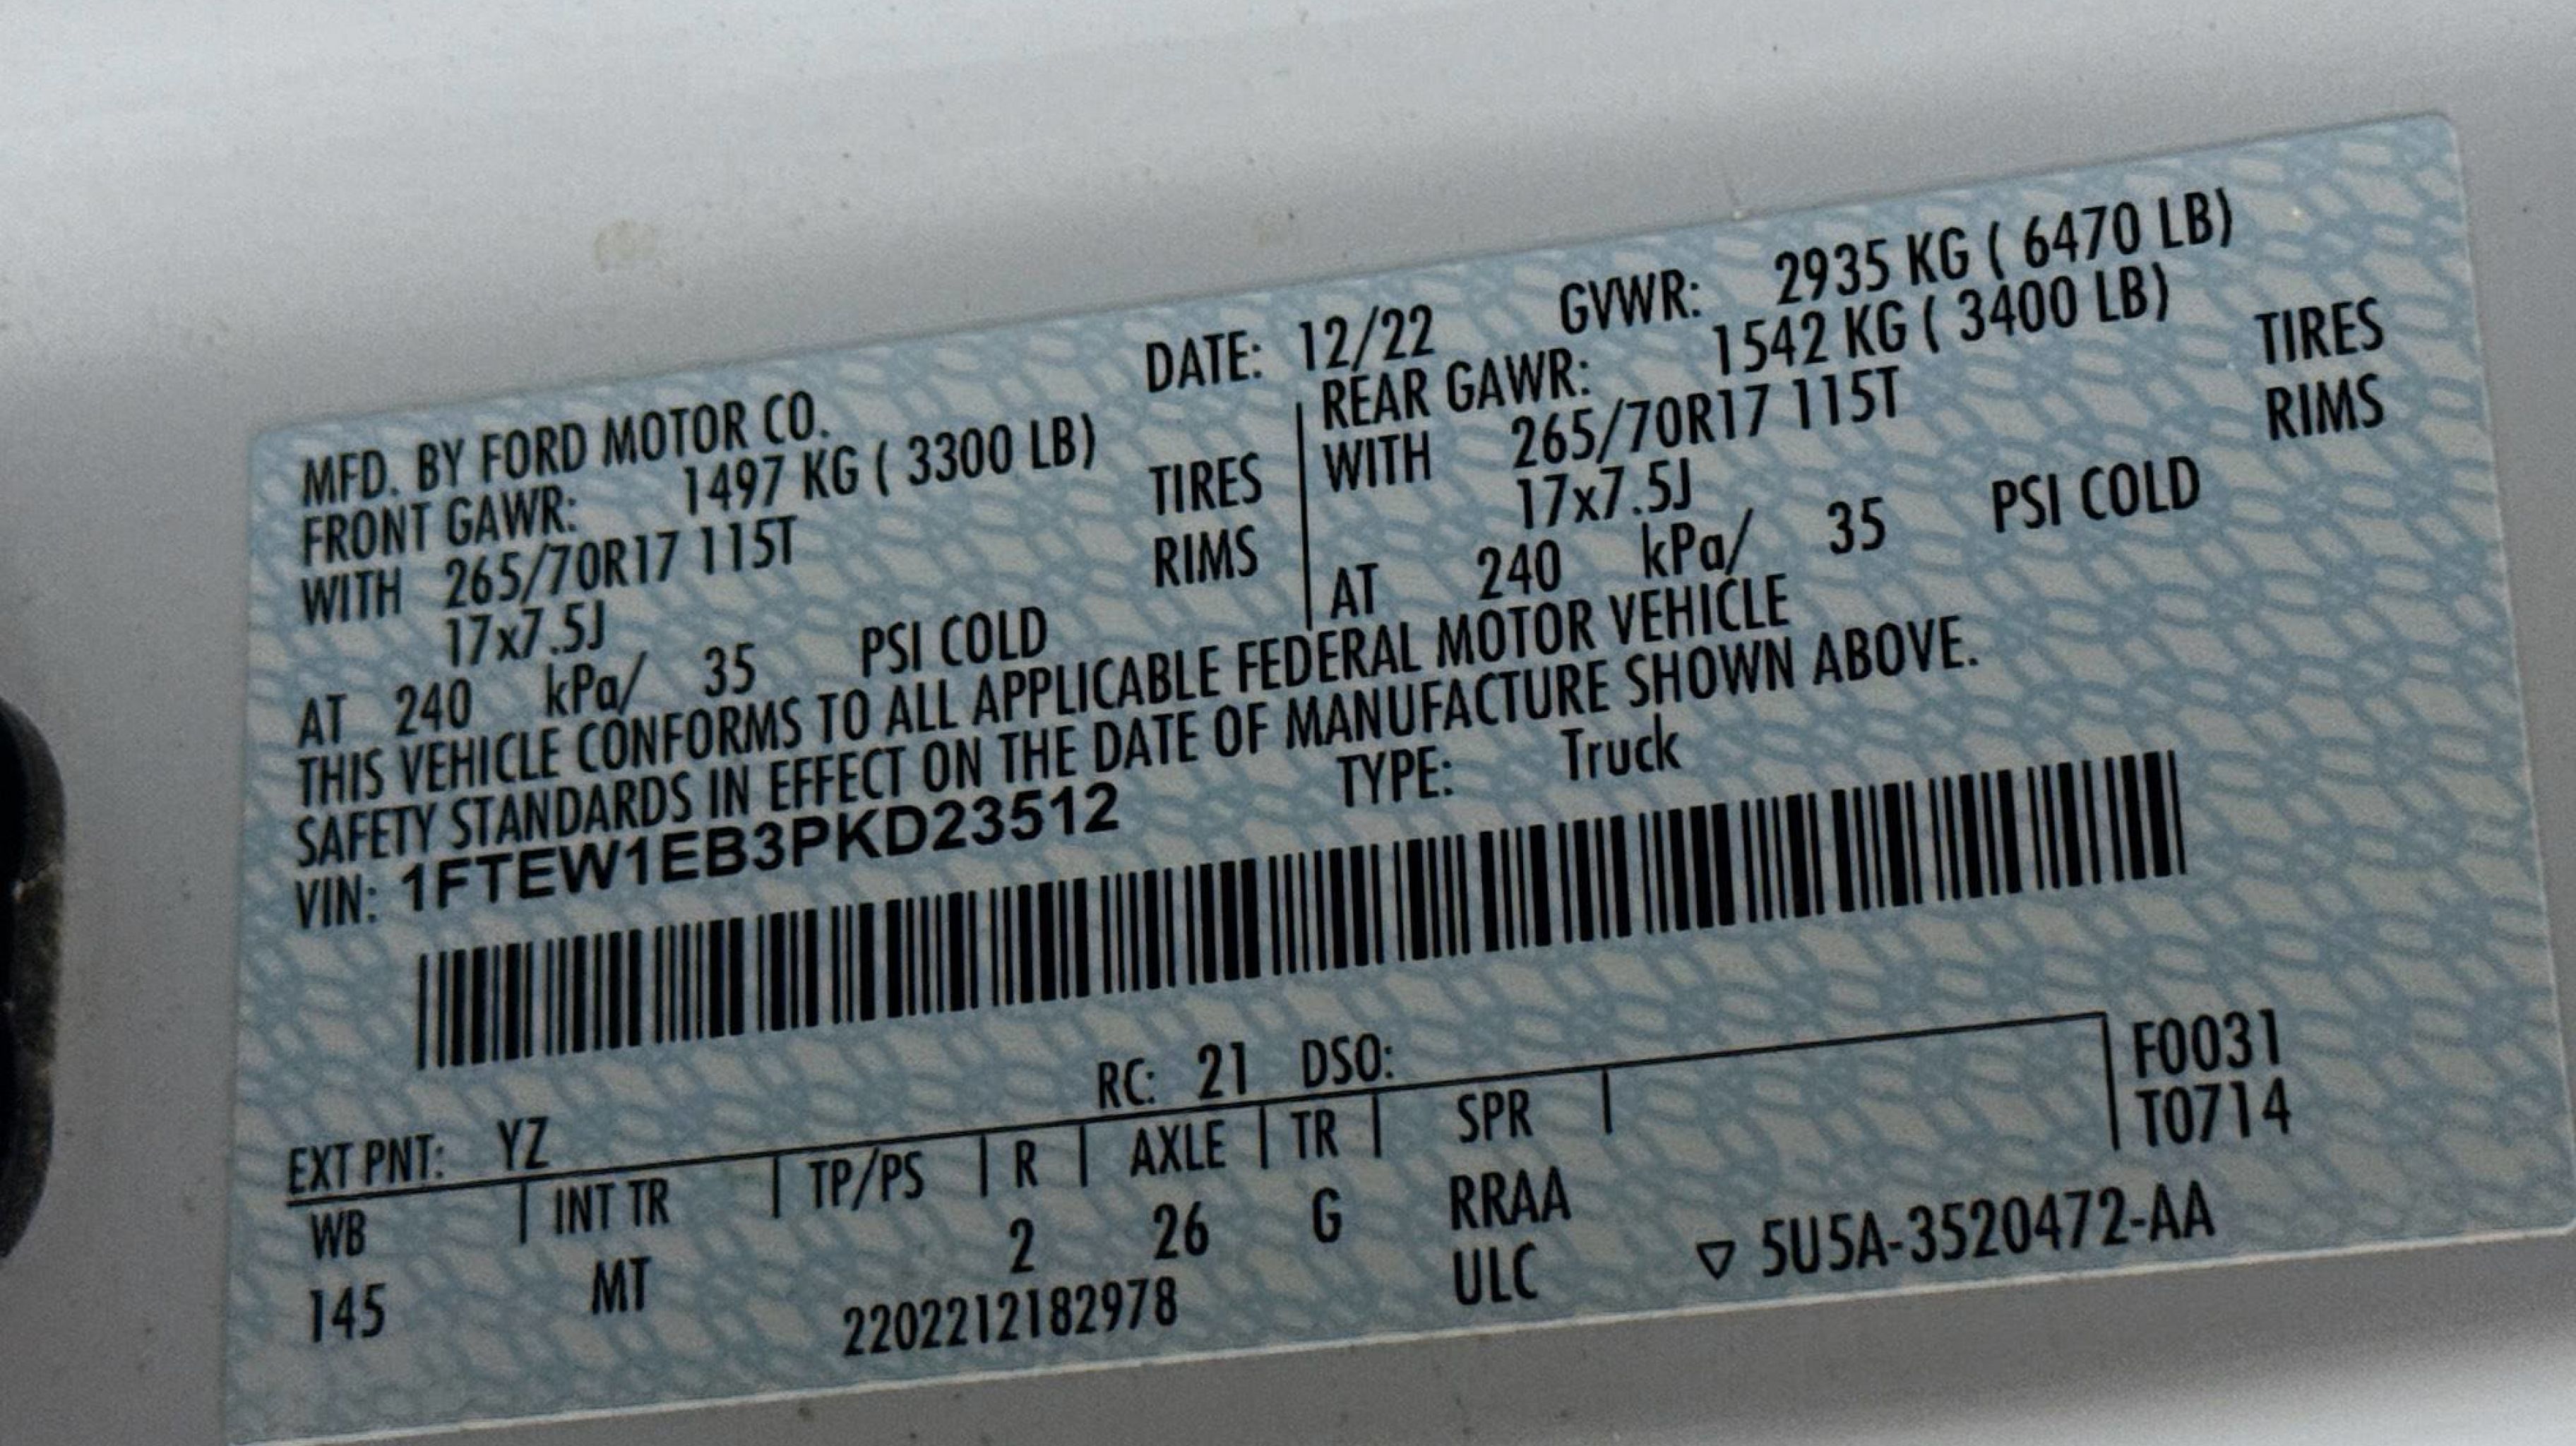 MFD. BY FORD MOTOR CO. DATE: 12/22 GVWR: 2935 KG ( 6470 LB)
FRONT GAWR: 1497 KG ( 3300 LB) REAR GAWR: 1542 KG ( 3400 LB)
WITH 265/70R17 115T TIRES WITH 265/70R17 115T TIRES
17x7.5J RIMS 17x7.5J RIMS
AT 240 kPa/ 35 PSI COLD AT 240 kPa/ 35 PSI COLD
THIS VEHICLE CONFORMS TO ALL APPLICABLE FEDERAL MOTOR VEHICLE
SAFETY STANDARDS IN EFFECT ON THE DATE OF MANUFACTURE SHOWN ABOVE.
VIN: 1FTEW1EB3PKD23512 TYPE: Truck
EXT PNT: YZ RC: 21 DSO: F0031
WB | INT TR | TP/PS | R | AXLE | TR | SPR | T0714
145 MT 2 26 G RRAA
2202212182978 ULC ▽ 5U5A-3520472-AA